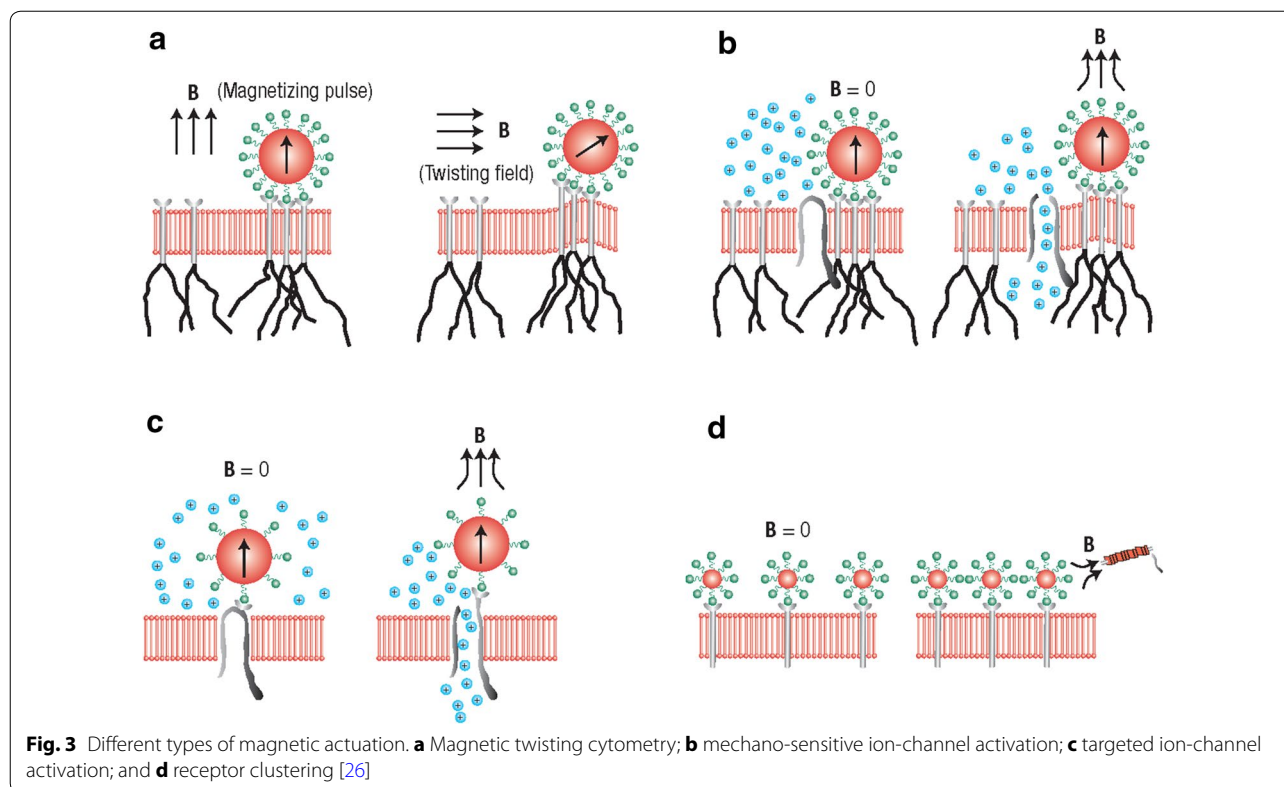 a
B (Magnetizing pulse)
B
(Twisting field)
b
B = 0
B
c
B = 0
B
d
B = 0
B
Fig. 3 Different types of magnetic actuation. a Magnetic twisting cytometry; b mechano-sensitive ion-channel activation; c targeted ion-channel
activation; and d receptor clustering [26]